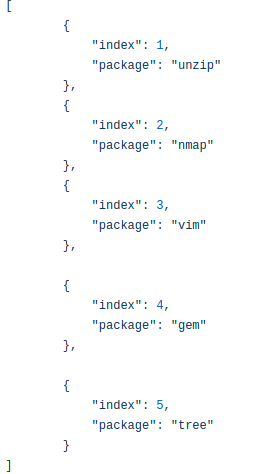 [
        {
            "index": 1,
            "package": "unzip"
        },
        {
            "index": 2,
            "package": "nmap"
        },
        {
            "index": 3,
            "package": "vim"
        },

        {
            "index": 4,
            "package": "gem"
        },

        {
            "index": 5,
            "package": "tree"
        }
]